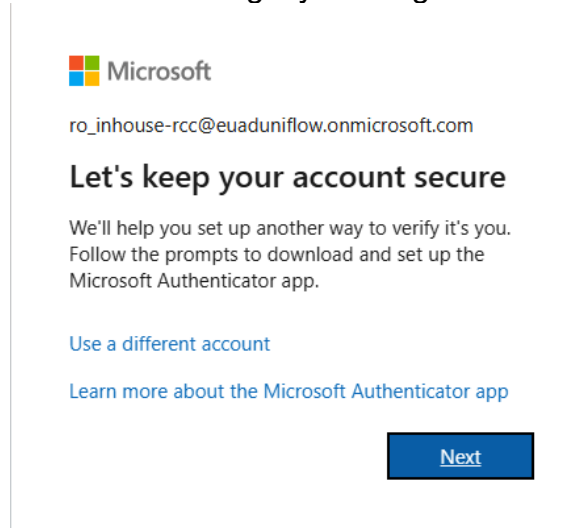 Microsoft
ro_inhouse-rcc@euaduniflow.onmicrosoft.com
Let's keep your account secure
We'll help you set up another way to verify it's you.
Follow the prompts to download and set up the
Microsoft Authenticator app.
Use a different account
Learn more about the Microsoft Authenticator app
Next